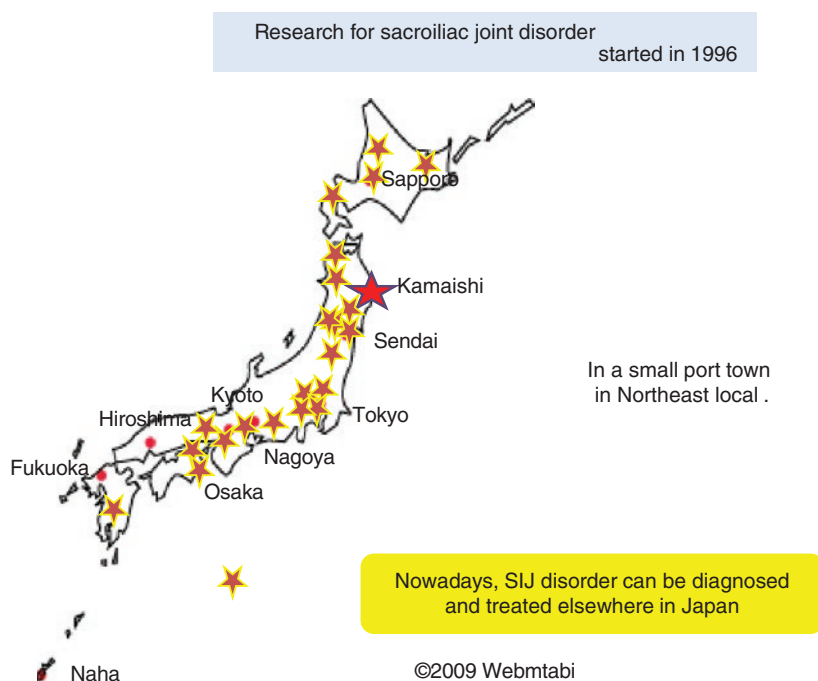 Research for sacroiliac joint disorder
started in 1996
Sapporo
Kamaishi
Sendai
In a small port town
in Northeast local .
Kyoto
Hiroshima
Tokyo
Nagoya
Fukuoka
Osaka
Nowadays, SIJ disorder can be diagnosed
and treated elsewhere in Japan
Naha
©2009 Webmtabi